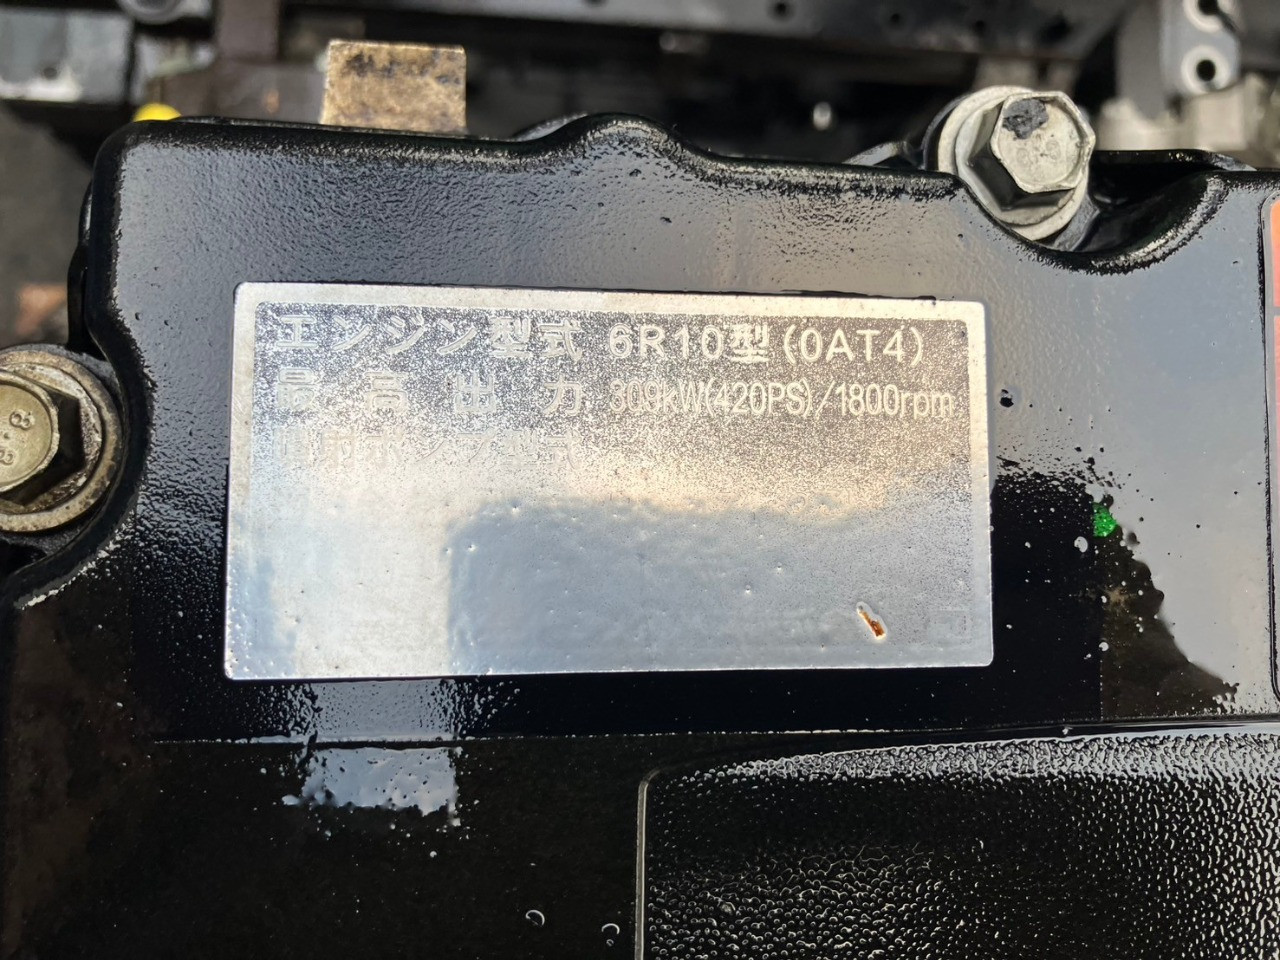 エンジン型式 6R10型(0AT4)
最高出力 309kW(420PS)/1800rpm
噴射ポンプ型式